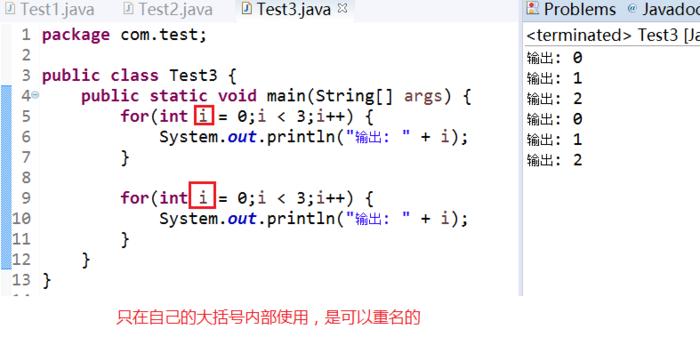 Test1.java Test2.java Test3.java
1 package com.test;
2
3 public class Test3 {
4 public static void main(String[] args) {
5 for(int i = 0;i < 3;i++) {
6 System.out.println("输出: " + i);
7 }
8
9 for(int i = 0;i < 3;i++) {
10 System.out.println("输出: " + i);
11 }
12 }
13 }
Problems @ Javadoc
<terminated> Test3 [Ja
输出: 0
输出: 1
输出: 2
输出: 0
输出: 1
输出: 2
只在自己的大括号内部使用，是可以重名的